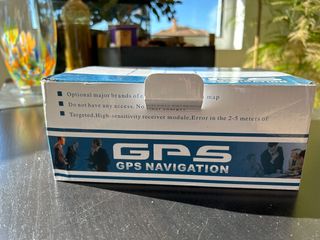 Optional major brands of e map
Do not have any access. No
Targeted,High-sensitivity receiver module,Error in the 2-5 meters of
GPS
GPS NAVIGATION